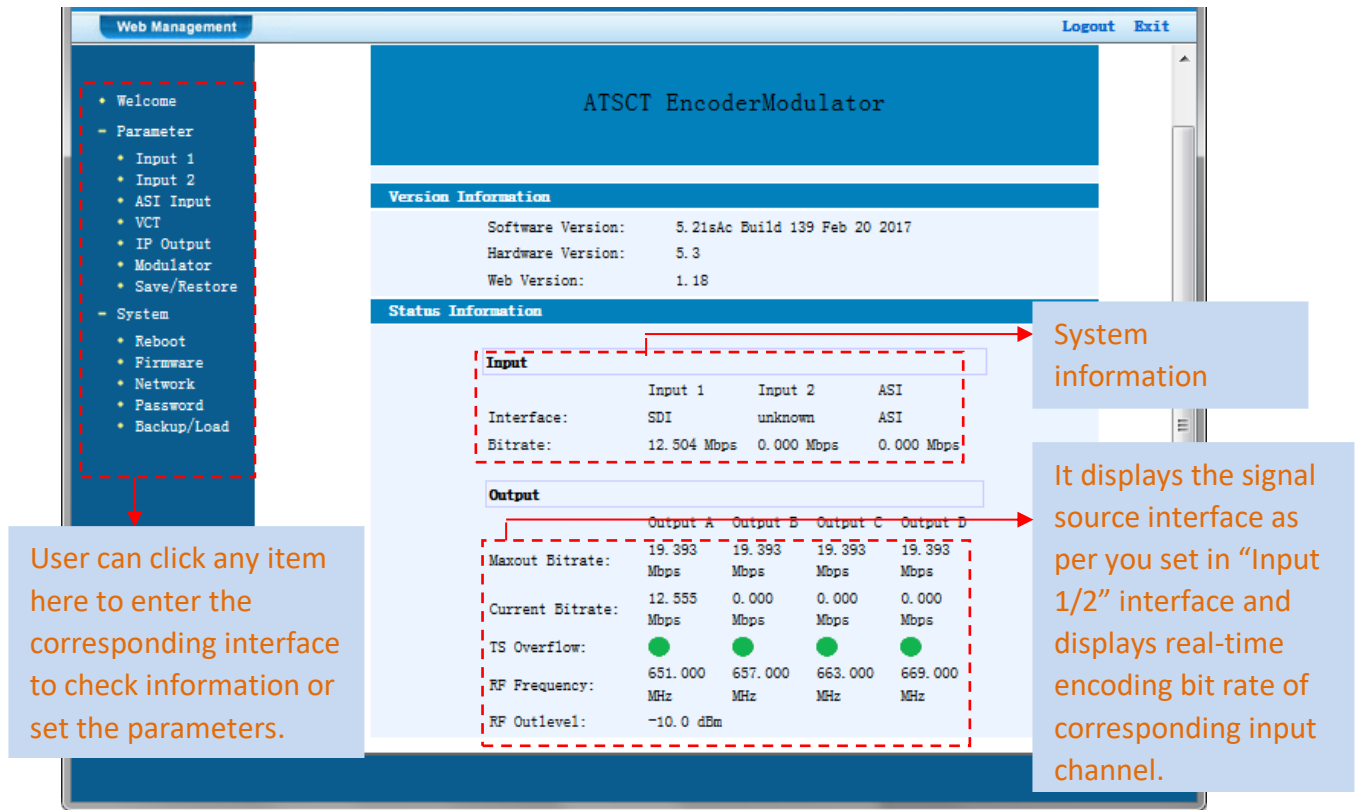 Web Management
Logout Exit
Welcome
Parameter
Input 1
Input 2
ASI Input
VCT
IP Output
Modulator
Save/Restore
System
Reboot
Firmware
Network
Password
Backup/Load
ATSCT EncoderModulator
Version Information
Software Version: 5.21sAc Build 139 Feb 20 2017
Hardware Version: 5.3
Web Version: 1.18
Status Information
Input
Input 1 Input 2 ASI
Interface: SDI unknown ASI
Bitrate: 12.504 Mbps 0.000 Mbps 0.000 Mbps
Output
Output A Output B Output C Output D
Maxout Bitrate: 19.393 Mbps 19.393 Mbps 19.393 Mbps 19.393 Mbps
Current Bitrate: 12.555 Mbps 0.000 Mbps 0.000 Mbps 0.000 Mbps
TS Overflow:
RF Frequency: 651.000 MHz 657.000 MHz 663.000 MHz 669.000 MHz
RF Outlevel: -10.0 dBm
System
information
It displays the signal
source interface as
per you set in “Input
1/2” interface and
displays real-time
encoding bit rate of
corresponding input
channel.
User can click any item
here to enter the
corresponding interface
to check information or
set the parameters.